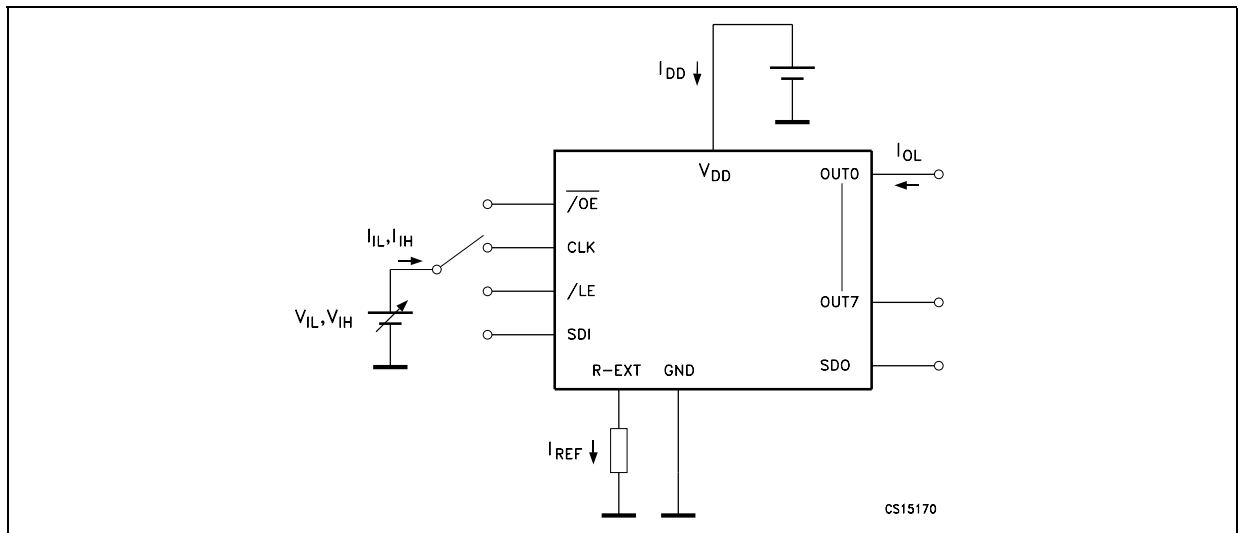 I_DD
V_DD
OUT0
I_OL
/OE
I_IL,I_IH
CLK
/LE
V_IL,V_IH
OUT7
SDI
R-EXT
GND
SDO
I_REF
CS15170